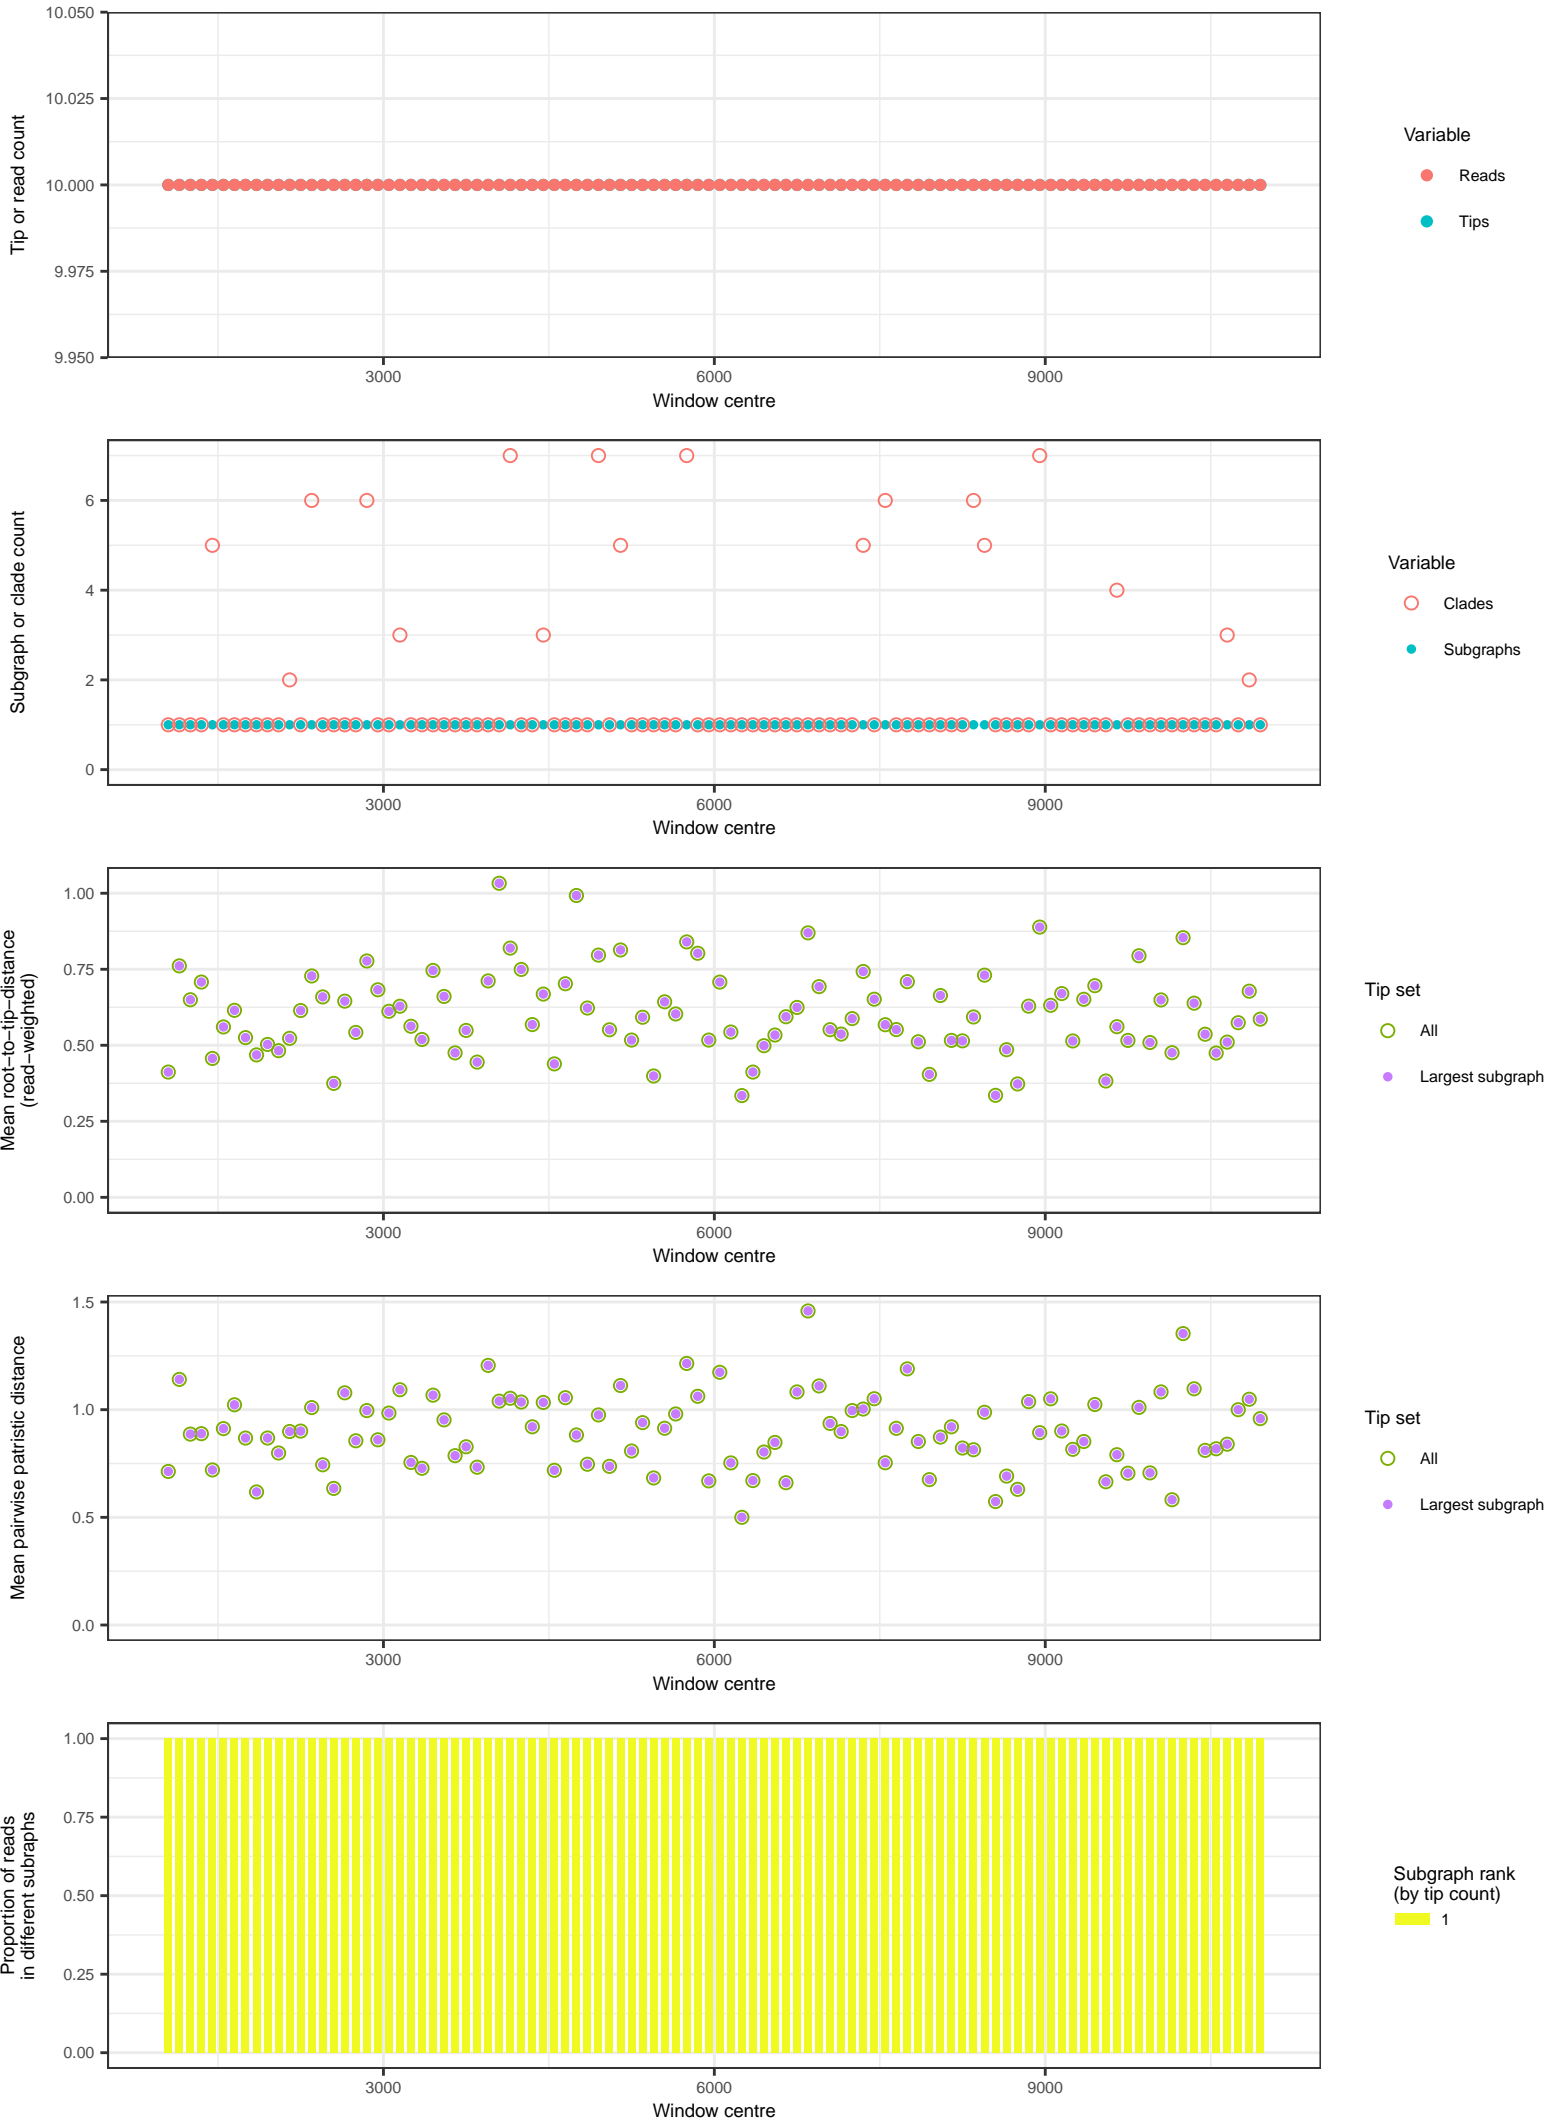 10.050
10.025
10.000
9.975
9.950
Tip or read count
3000
6000
9000
Window centre
Variable
Reads
Tips
6
4
2
0
Subgraph or clade count
3000
6000
9000
Window centre
Variable
Clades
Subgraphs
1.00
0.75
0.50
0.25
0.00
Mean root−to−tip−distance
(read−weighted)
3000
6000
9000
Window centre
Tip set
All
Largest subgraph
1.5
1.0
0.5
0.0
Mean pairwise patristic distance
3000
6000
9000
Window centre
Tip set
All
Largest subgraph
1.00
0.75
0.50
0.25
0.00
Proportion of reads
in different subraphs
3000
6000
9000
Window centre
Subgraph rank
(by tip count)
1